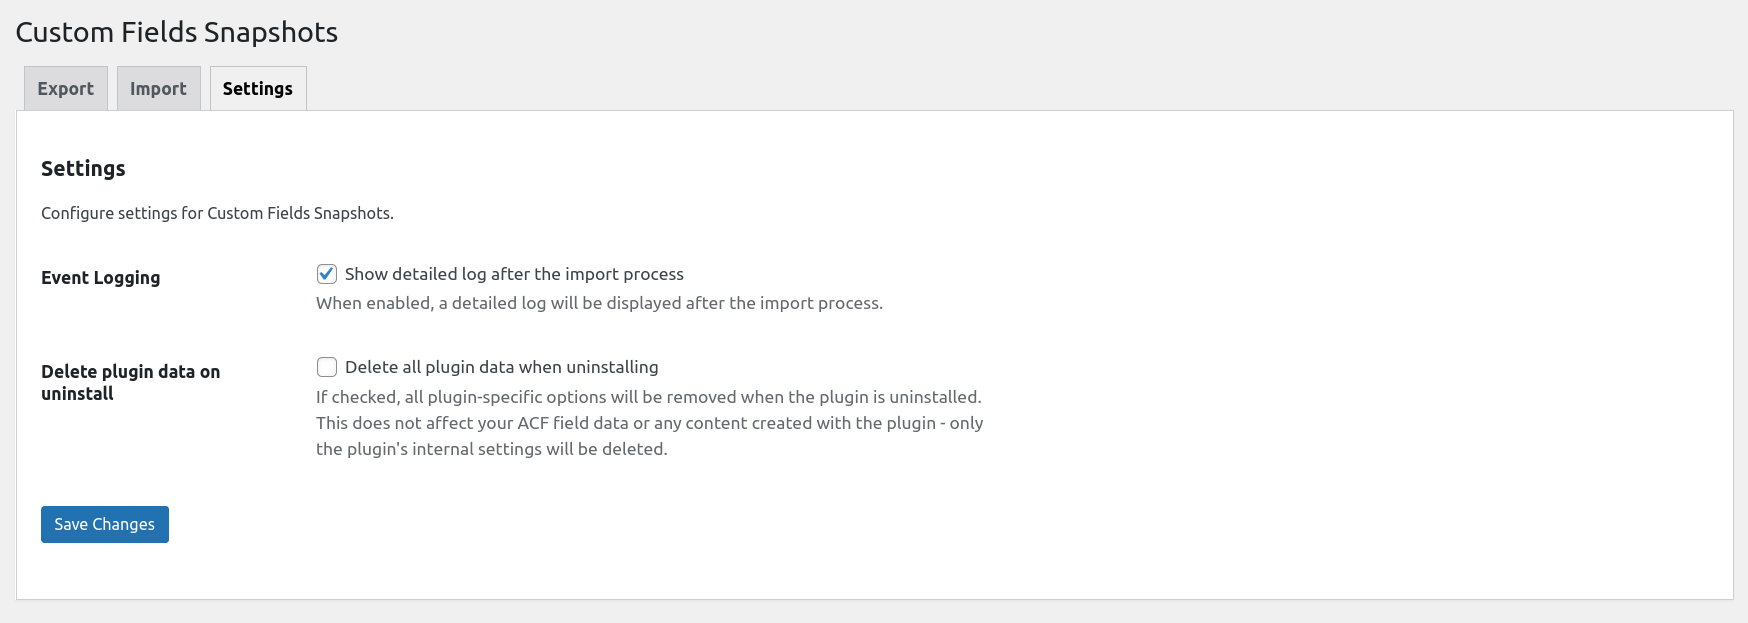 Custom Fields Snapshots
Export
Import
Settings
Settings
Configure settings for Custom Fields Snapshots.
Event Logging
Show detailed log after the import process
When enabled, a detailed log will be displayed after the import process.
Delete plugin data on
uninstall
Delete all plugin data when uninstalling
If checked, all plugin-specific options will be removed when the plugin is uninstalled.
This does not affect your ACF field data or any content created with the plugin - only
the plugin's internal settings will be deleted.
Save Changes